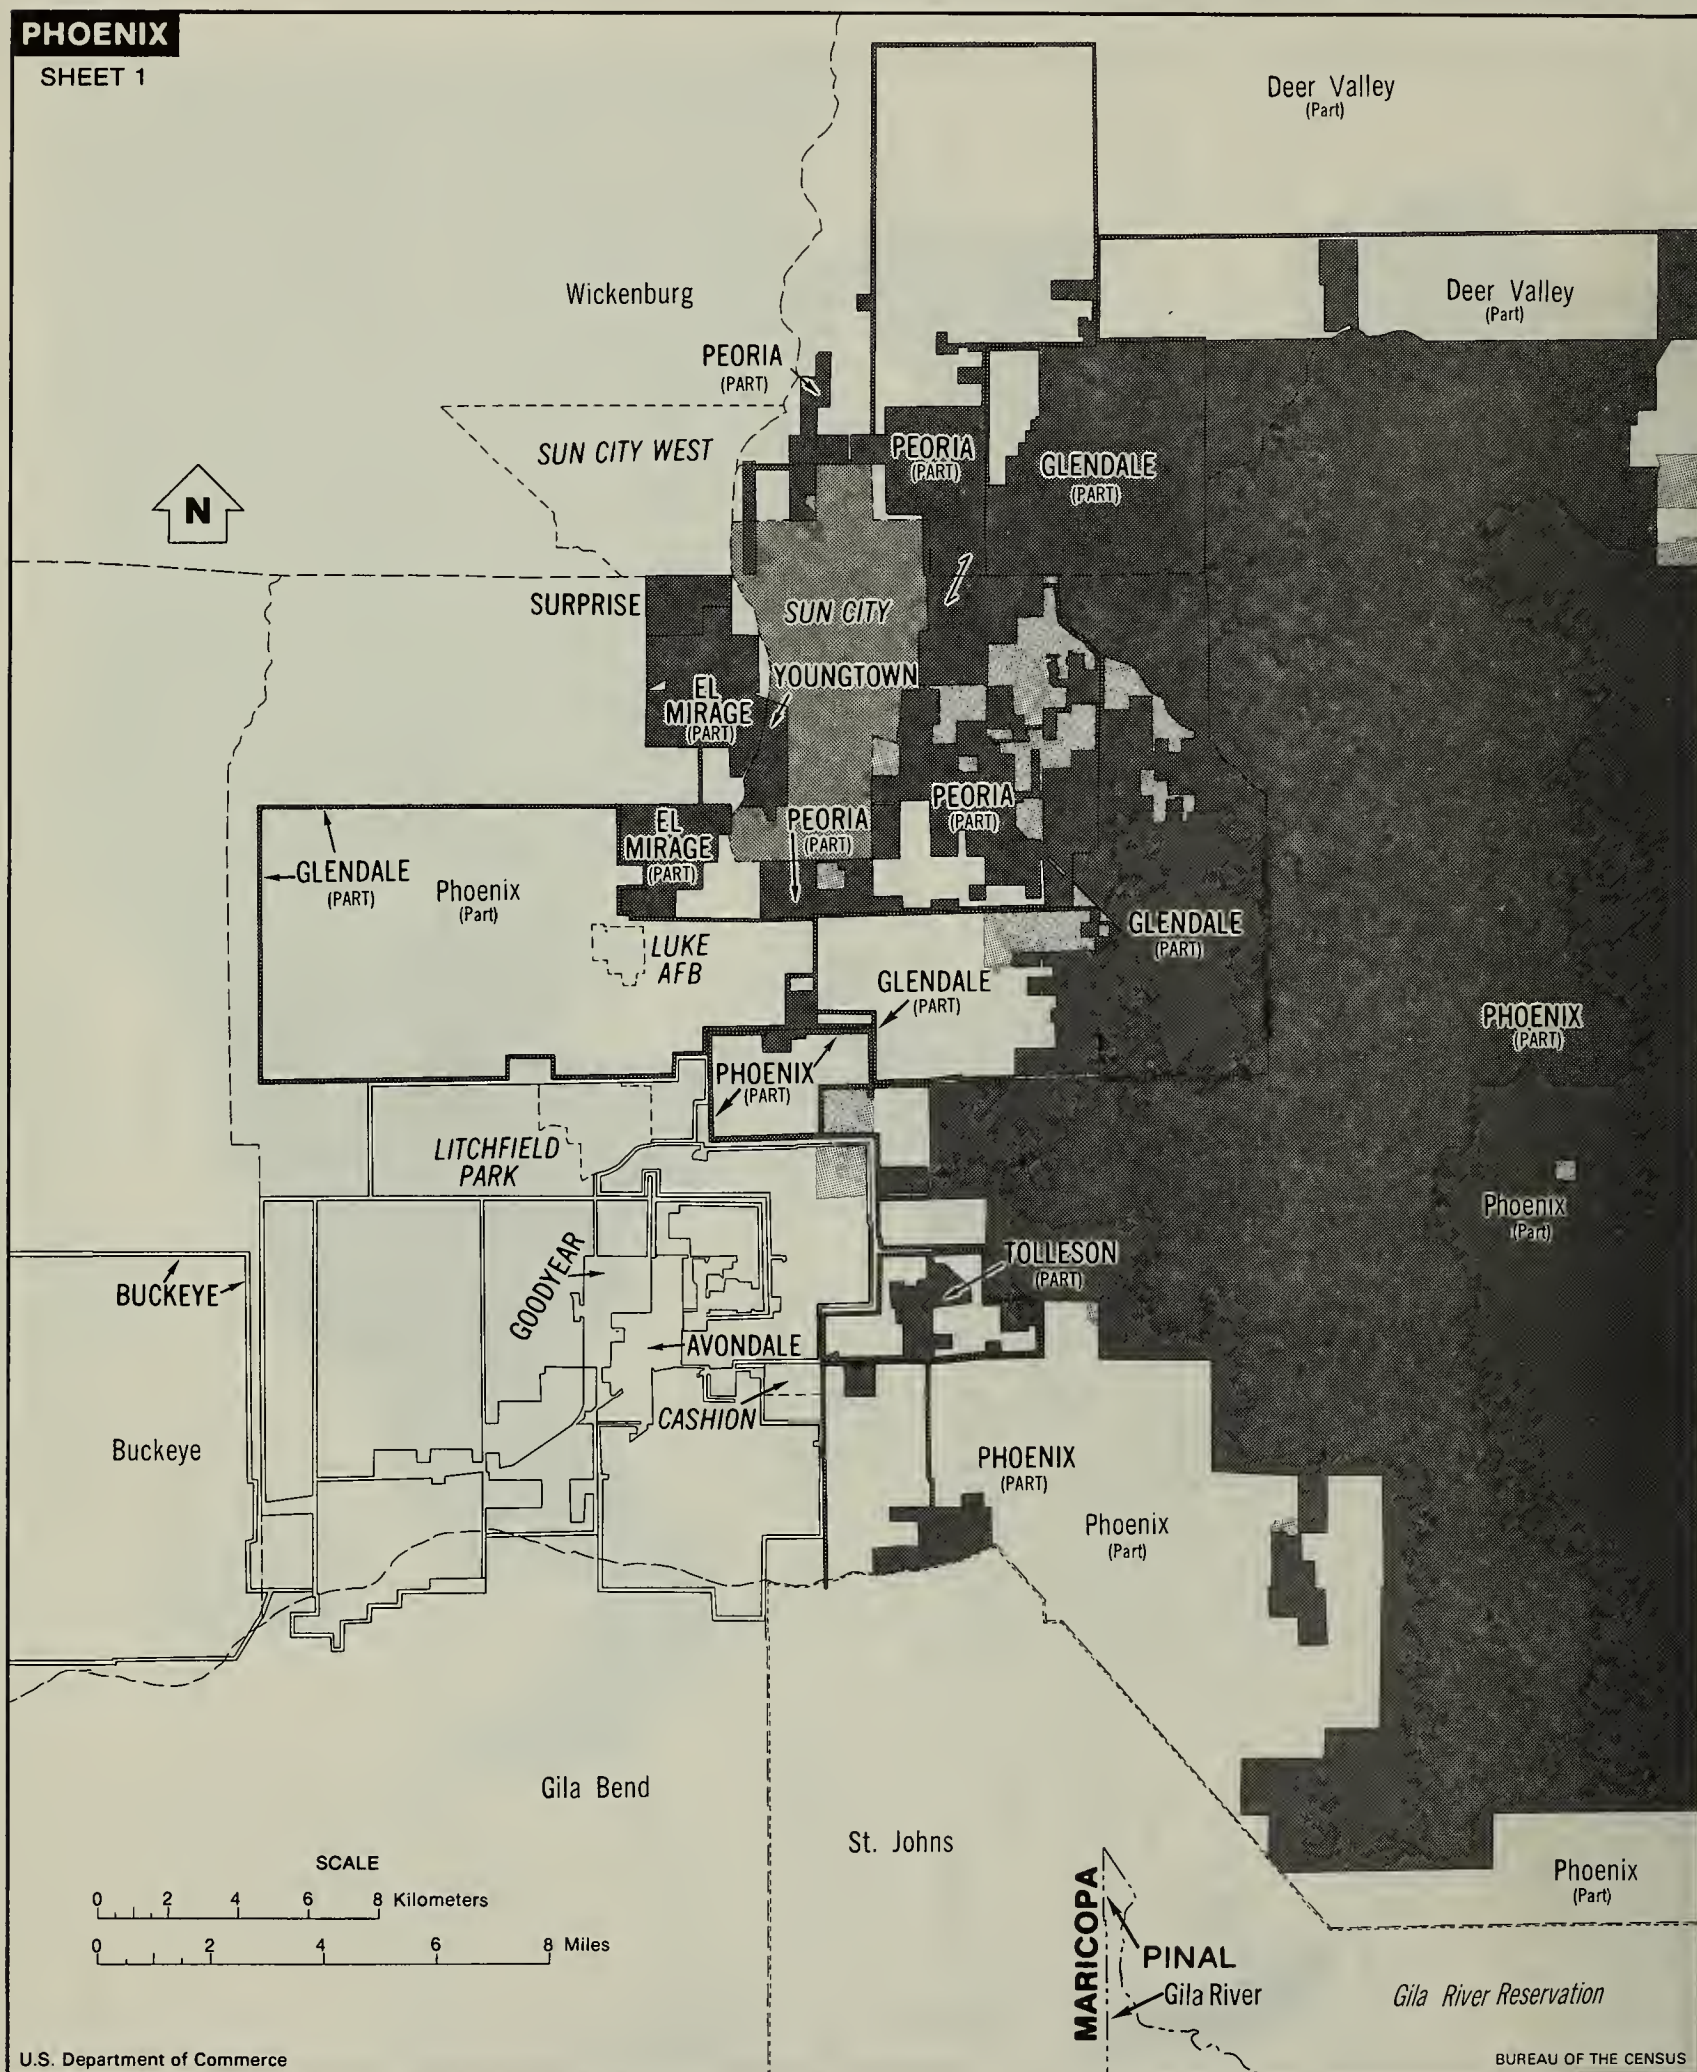 PHOENIX
SHEET 1
Deer Valley
(Part)
Wickenburg
Deer Valley
(Part)
PEORIA
(PART)
SUN CITY WEST
PEORIA
(PART)
GLENDALE
(PART)
N
SURPRISE
SUN CITY
YOUNGTOWN
EL
MIRAGE
(PART)
PEORIA
(PART)
PEORIA
(PART)
EL
MIRAGE
(PART)
GLENDALE
(PART)
Phoenix
(Part)
GLENDALE
(PART)
LUKE
AFB
GLENDALE
(PART)
PHOENIX
(PART)
PHOENIX
(PART)
LITCHFIELD
PARK
Phoenix
(Part)
TOLLESON
(PART)
GOODYEAR
BUCKEYE
AVONDALE
CASHION
Buckeye
PHOENIX
(PART)
Phoenix
(Part)
Gila Bend
St. Johns
Phoenix
(Part)
SCALE
0 2 4 6 8 Kilometers
0 2 4 6 8 Miles
MARICOPA
PINAL
Gila River
Gila River Reservation
U.S. Department of Commerce
BUREAU OF THE CENSUS